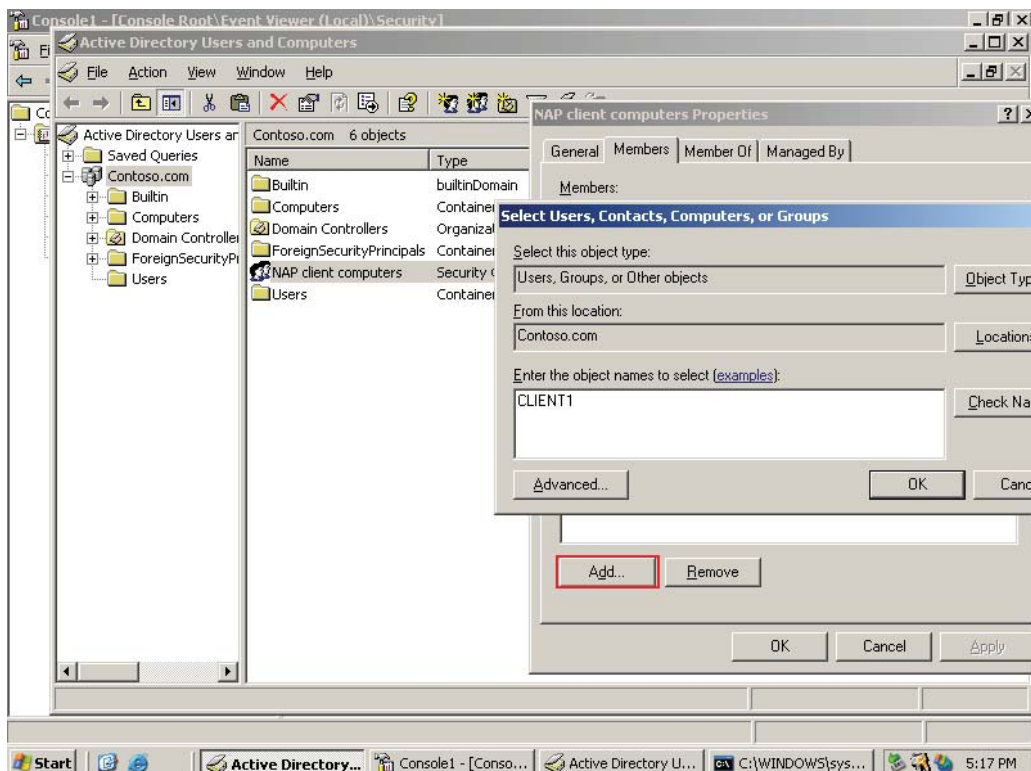 Console1 - [Console Root\Event Viewer (Local)\Security]
Active Directory Users and Computers
File Action View Window Help
Active Directory Users ar
Saved Queries
Contoso.com
Builtin
Computers
Domain Controller
ForeignSecurityPr
Users
Contoso.com 6 objects
Name Type
Builtin builtinDomain
Computers Container
Domain Controllers Organizat
ForeignSecurityPrincipals Container
NAP client computers Security
Users Container
NAP client computers Properties
General Members Member Of Managed By
Members:
Select Users, Contacts, Computers, or Groups
Select this object type:
Users, Groups, or Other objects
Object Typ
From this location:
Contoso.com
Location
Enter the object names to select (examples):
CLIENT1
Check Na
Advanced... OK Canc
Add... Remove
OK Cancel Apply
Start Active Directory... Console1 - [Conso... Active Directory U... C:\WINDOWS\sys... 5:17 PM